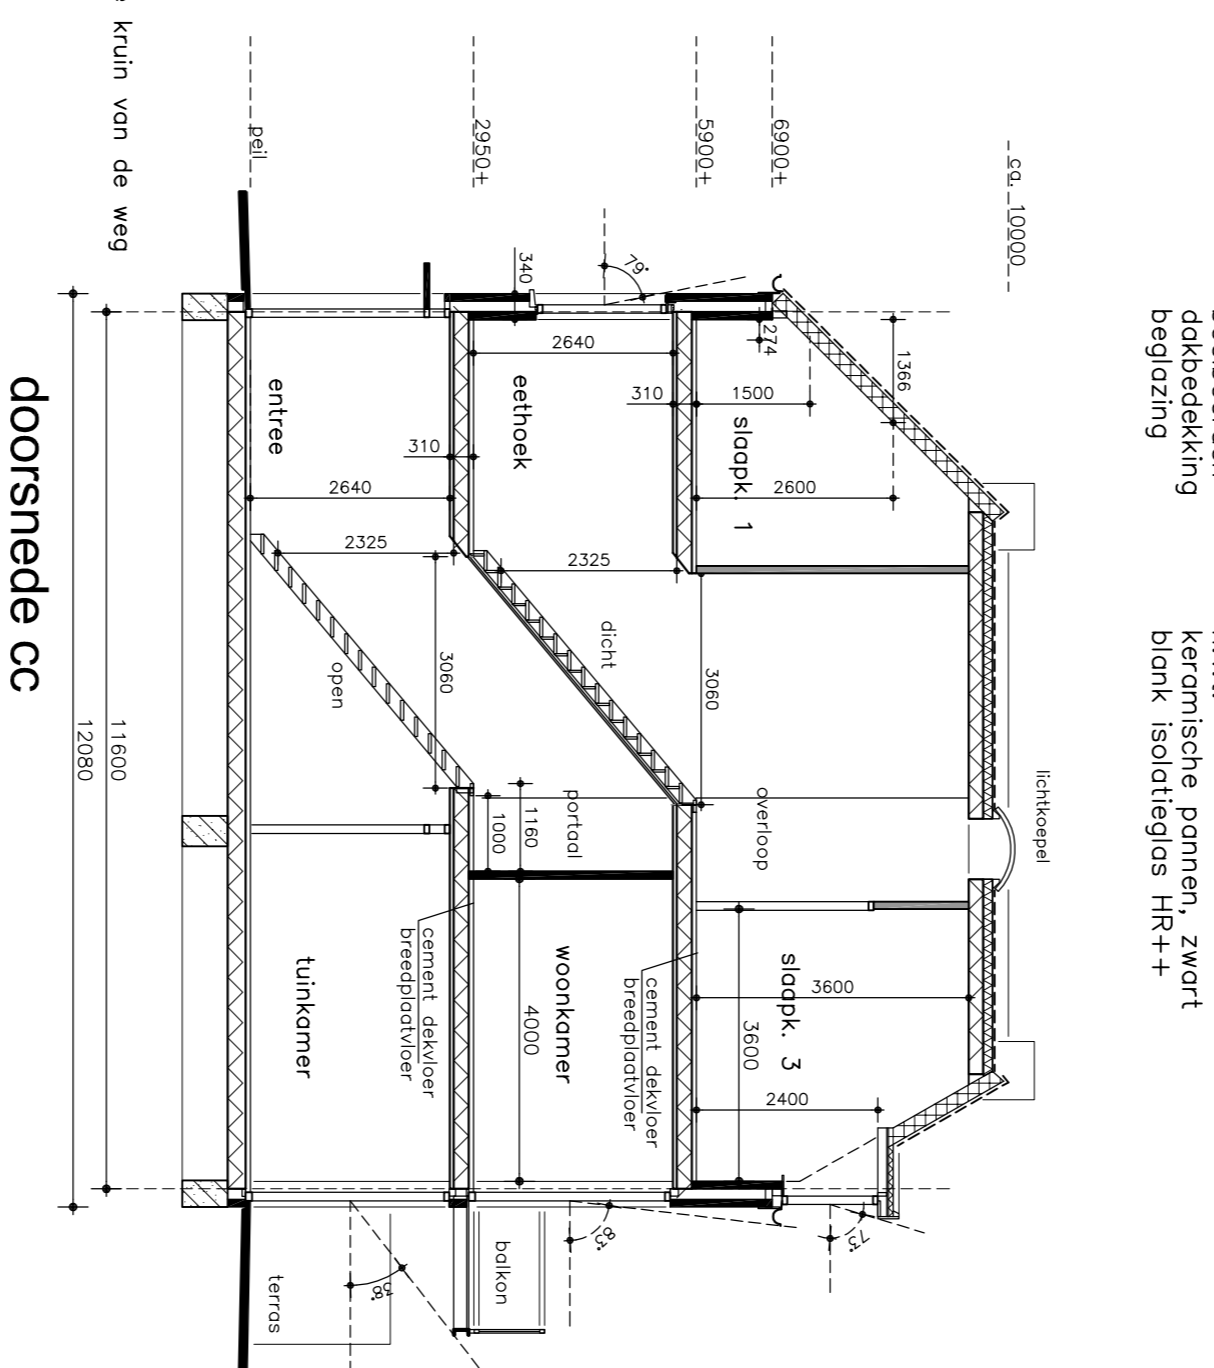 dakbedekking
beglazing
keramische pannen, zwart
blank isolatieglas HR++
ca. 10000
6900+
5900+
2950+
peil
kruin van de weg
lichtkoepel
1366
274
1500
2600
slaapk. 1
overloop
slaapk. 3
3600
3600
2400
73°
79°
340
2640
310
eethoek
2325
dicht
3060
portaal
1160
1000
woonkamer
4000
cement dekvloer
breedplaatvloer
83°
balkon
entree
310
2640
2325
open
3060
tuinkamer
cement dekvloer
breedplaatvloer
58°
terras
11600
12080
doorsnede cc